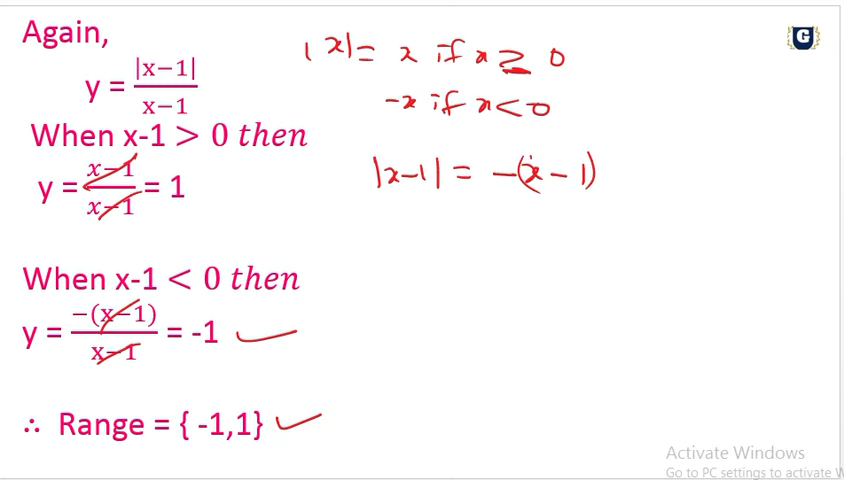 Again,
y = |x−1| / x−1
When x-1 > 0 then
y = x−1 / x−1 = 1
When x-1 < 0 then
y = −(x−1) / x−1 = -1
∴ Range = { -1,1}
|x| = x if x ≥ 0
-x if x < 0
|x-1| = -(x - 1)
G
Activate Windows
Go to PC settings to activate W